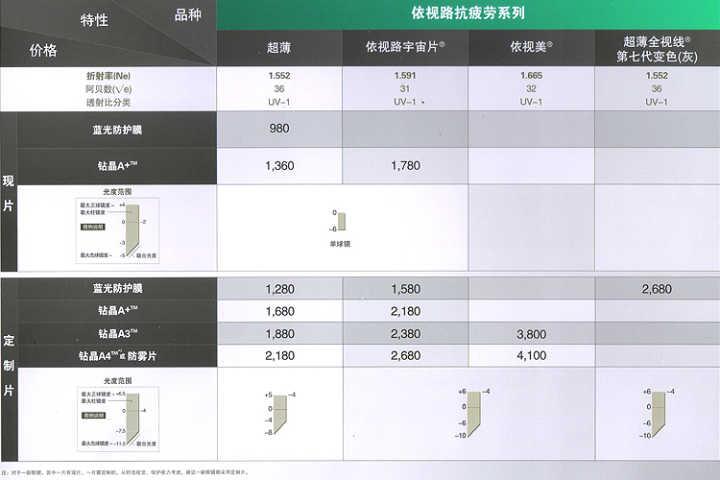 品种
特性
价格
依视路抗疲劳系列
超薄
依视路宇宙片®
依视美®
超薄全视线®
第七代变色(灰)
折射率(Ne) 1.552 1.591 1.665 1.552
阿贝数(√e) 36 31 32 36
透射比分类 UV-1 UV-1 UV-1 UV-1
现片
蓝光防护膜 980
钻晶A+™ 1,360 1,780
光度范围
最大正球镜度 +4
最大柱镜度
0 -2
-3
最大负球镜度 -5 联合光度
0
-6
单球镜
定制片
蓝光防护膜 1,280 1,580 2,680
钻晶A+™ 1,680 2,180
钻晶A3™ 1,880 2,380 3,800
钻晶A4™或 防雾片 2,180 2,680 4,100
光度范围
最大正球镜度 +6.5
最大柱镜度
0 -4
-7.5
最大负球镜度 -11.5 联合光度
+5 -4
0
-4
-8
+6 -4
0
-6
-10
+6 -4
0
-6
-10